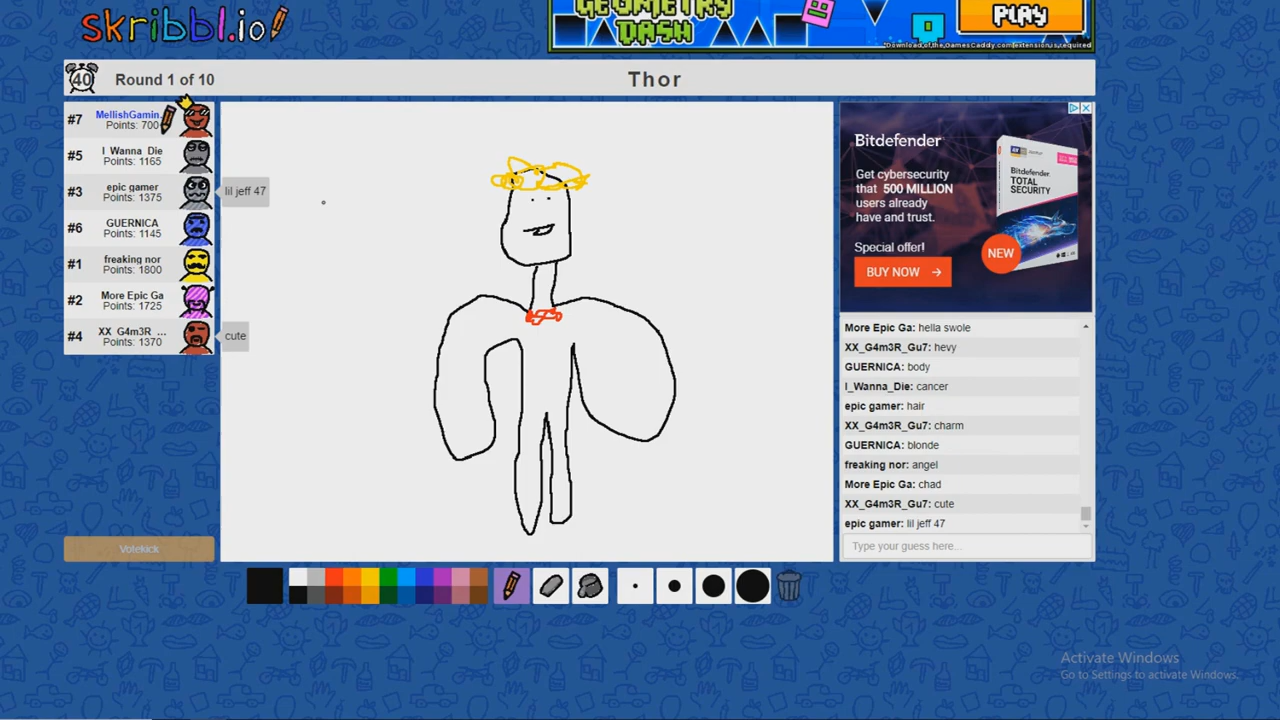 skribbl.io
GEOMETRY
DASH
PLAY
*Download of the GamesCaddy.com extension is required
40
Round 1 of 10
Thor
#7
MellishGamin.
Points: 700
#5
I_Wanna_Die
Points: 1165
#3
epic gamer
Points: 1375
lil jeff 47
#6
GUERNICA
Points: 1145
#1
freaking nor
Points: 1800
#2
More Epic Ga
Points: 1725
#4
XX_G4m3R_...
Points: 1370
cute
Votekick
Bitdefender
Get cybersecurity
that 500 MILLION
users already
have and trust.
Special offer!
BUY NOW →
Bitdefender
TOTAL
SECURITY
NEW
More Epic Ga: hella swole
XX_G4m3R_Gu7: hevy
GUERNICA: body
I_Wanna_Die: cancer
epic gamer: hair
XX_G4m3R_Gu7: charm
GUERNICA: blonde
freaking nor: angel
More Epic Ga: chad
XX_G4m3R_Gu7: cute
epic gamer: lil jeff 47
Type your guess here...
Activate Windows
Go to Settings to activate Windows.